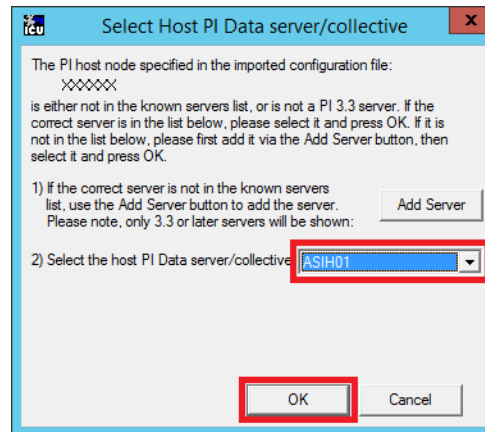 icu
Select Host PI Data server/collective
x
The PI host node specified in the imported configuration file:
XXXXXX
is either not in the known servers list, or is not a PI 3.3 server. If the
correct server is in the list below, please select it and press OK. If it is
not in the list below, please first add it via the Add Server button, then
select it and press OK.
1) If the correct server is not in the known servers
list, use the Add Server button to add the server.
Please note, only 3.3 or later servers will be shown:
Add Server
2) Select the host PI Data server/collective
ASIH01
OK
Cancel